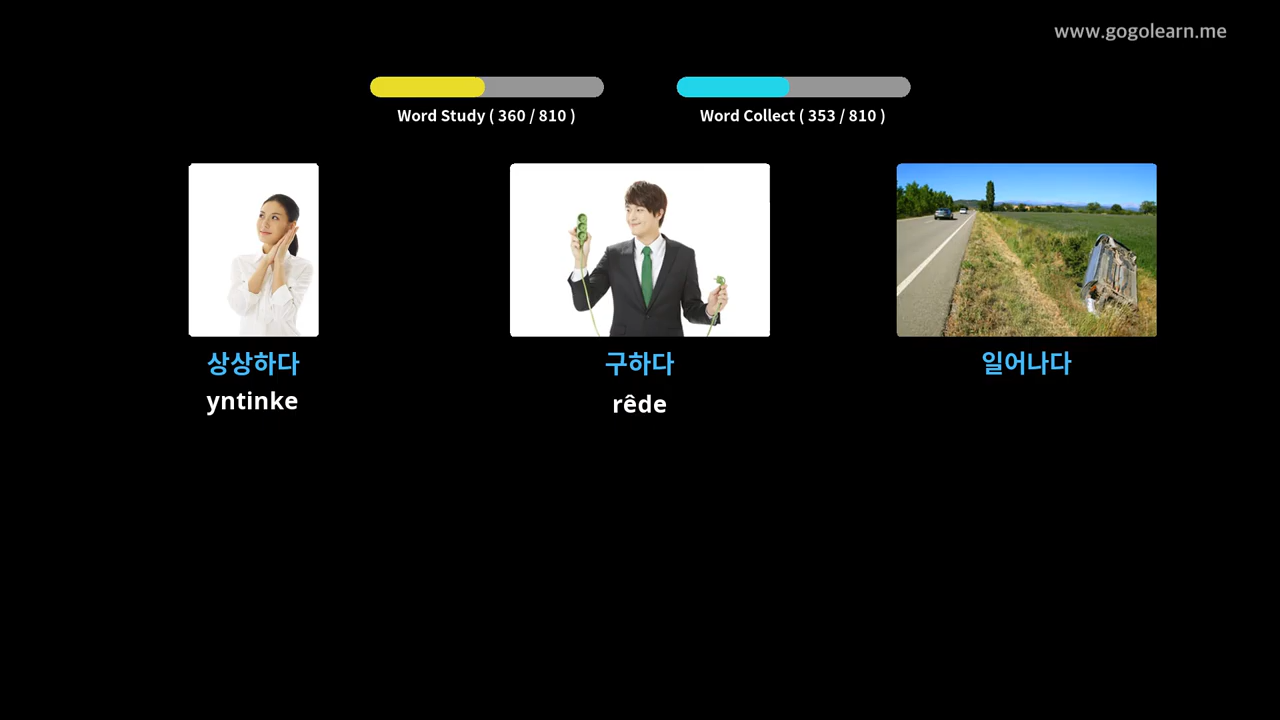 www.gogolearn.me
Word Study ( 360 / 810 )
Word Collect ( 353 / 810 )
상상하다
yntinke
구하다
rêde
일어나다